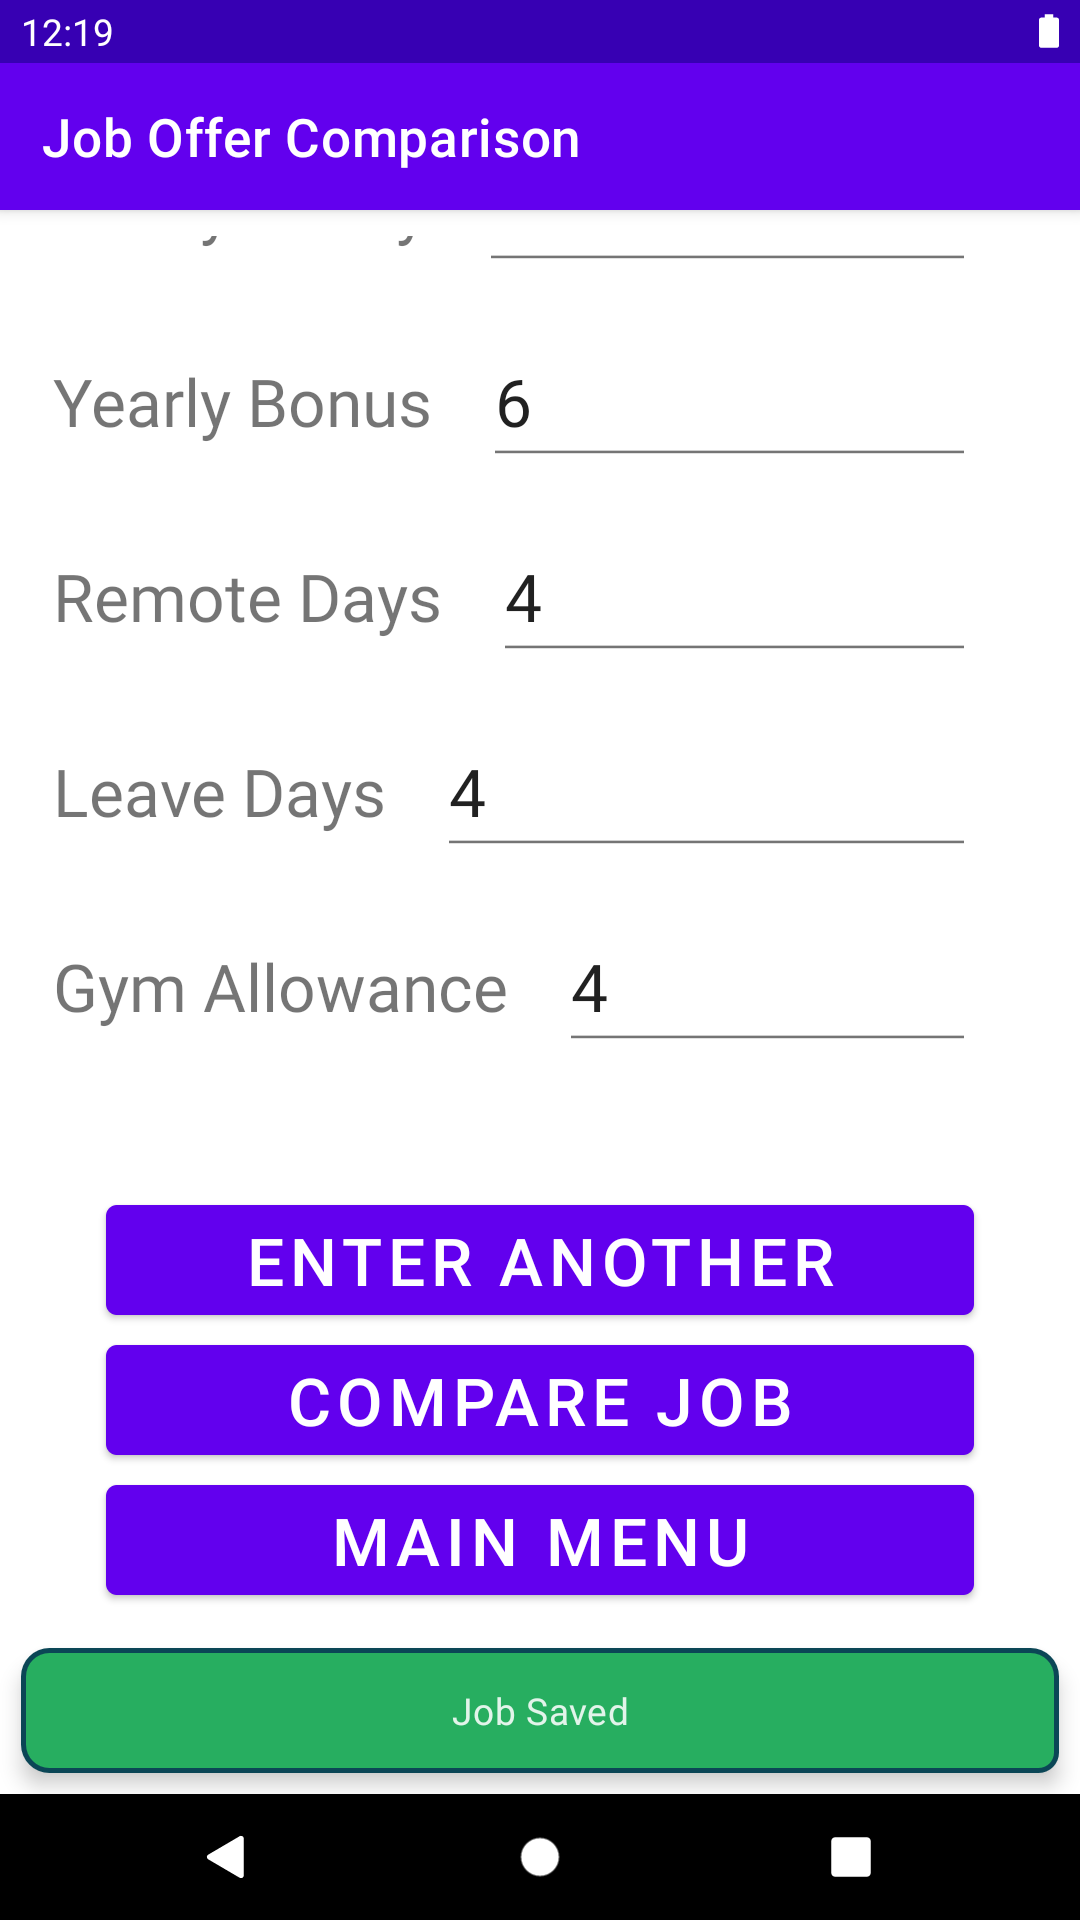 12:19
Job Offer Comparison
Yearly Bonus 6
Remote Days 4
Leave Days 4
Gym Allowance 4
ENTER ANOTHER
COMPARE JOB
MAIN MENU
Job Saved